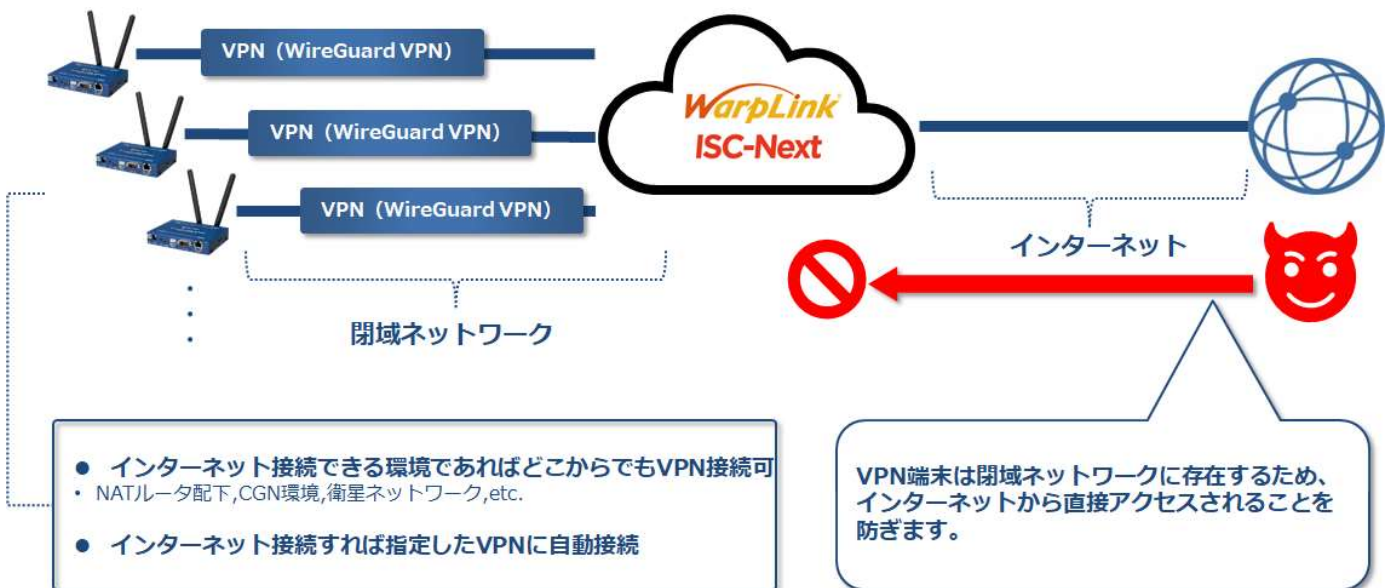 VPN（WireGuard VPN）
VPN（WireGuard VPN）
VPN（WireGuard VPN）
WarpLink
ISC-Next
インターネット
閉域ネットワーク
● インターネット接続できる環境であればどこからでもVPN接続可
・ NATルータ配下,CGN環境,衛星ネットワーク,etc.
● インターネット接続すれば指定したVPNに自動接続
VPN端末は閉域ネットワークに存在するため、
インターネットから直接アクセスされることを
防ぎます。